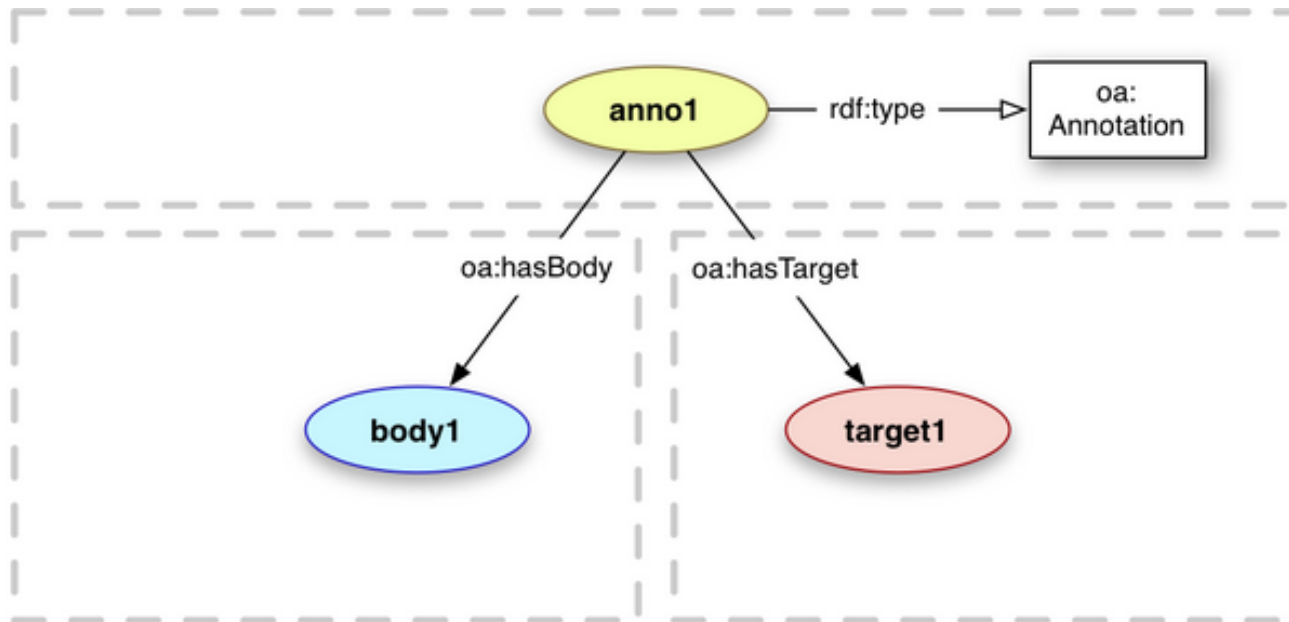 anno1
rdf:type
oa:
Annotation
oa:hasBody
oa:hasTarget
body1
target1